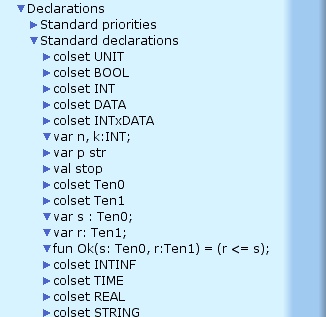 Declarations
Standard priorities
Standard declarations
colset UNIT
colset BOOL
colset INT
colset DATA
colset INTxDATA
var n, k:INT;
var p str
val stop
colset Ten0
colset Ten1
var s : Ten0;
var r: Ten1;
fun Ok(s: Ten0, r:Ten1) = (r <= s);
colset INTINF
colset TIME
colset REAL
colset STRING